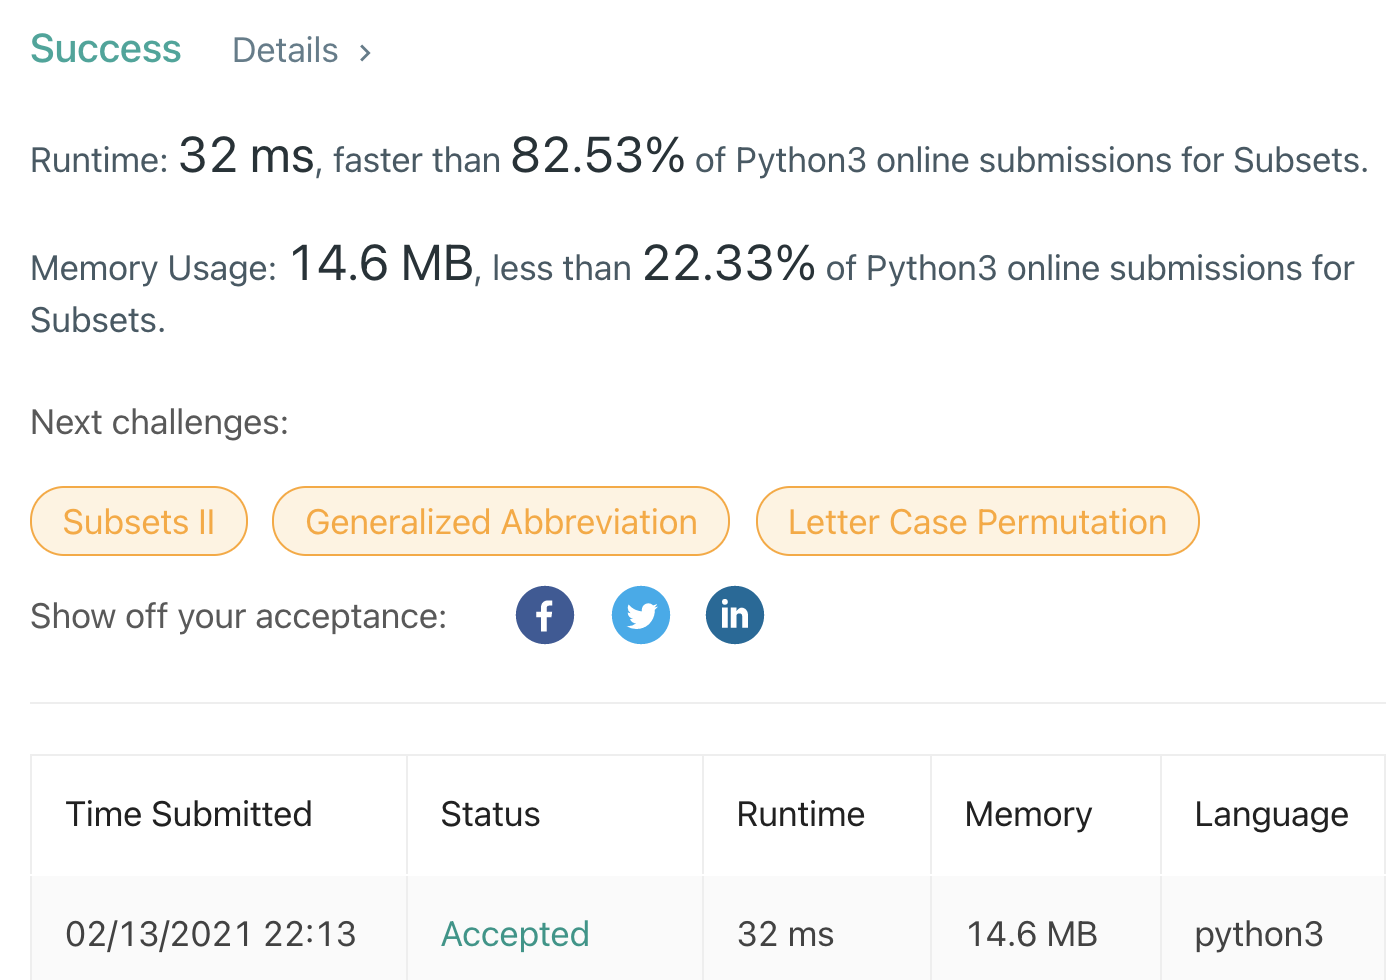 Success Details >
Runtime: 32 ms, faster than 82.53% of Python3 online submissions for Subsets.
Memory Usage: 14.6 MB, less than 22.33% of Python3 online submissions for
Subsets.
Next challenges:
Subsets II Generalized Abbreviation Letter Case Permutation
Show off your acceptance: f in
Time Submitted Status Runtime Memory Language
02/13/2021 22:13 Accepted 32 ms 14.6 MB python3